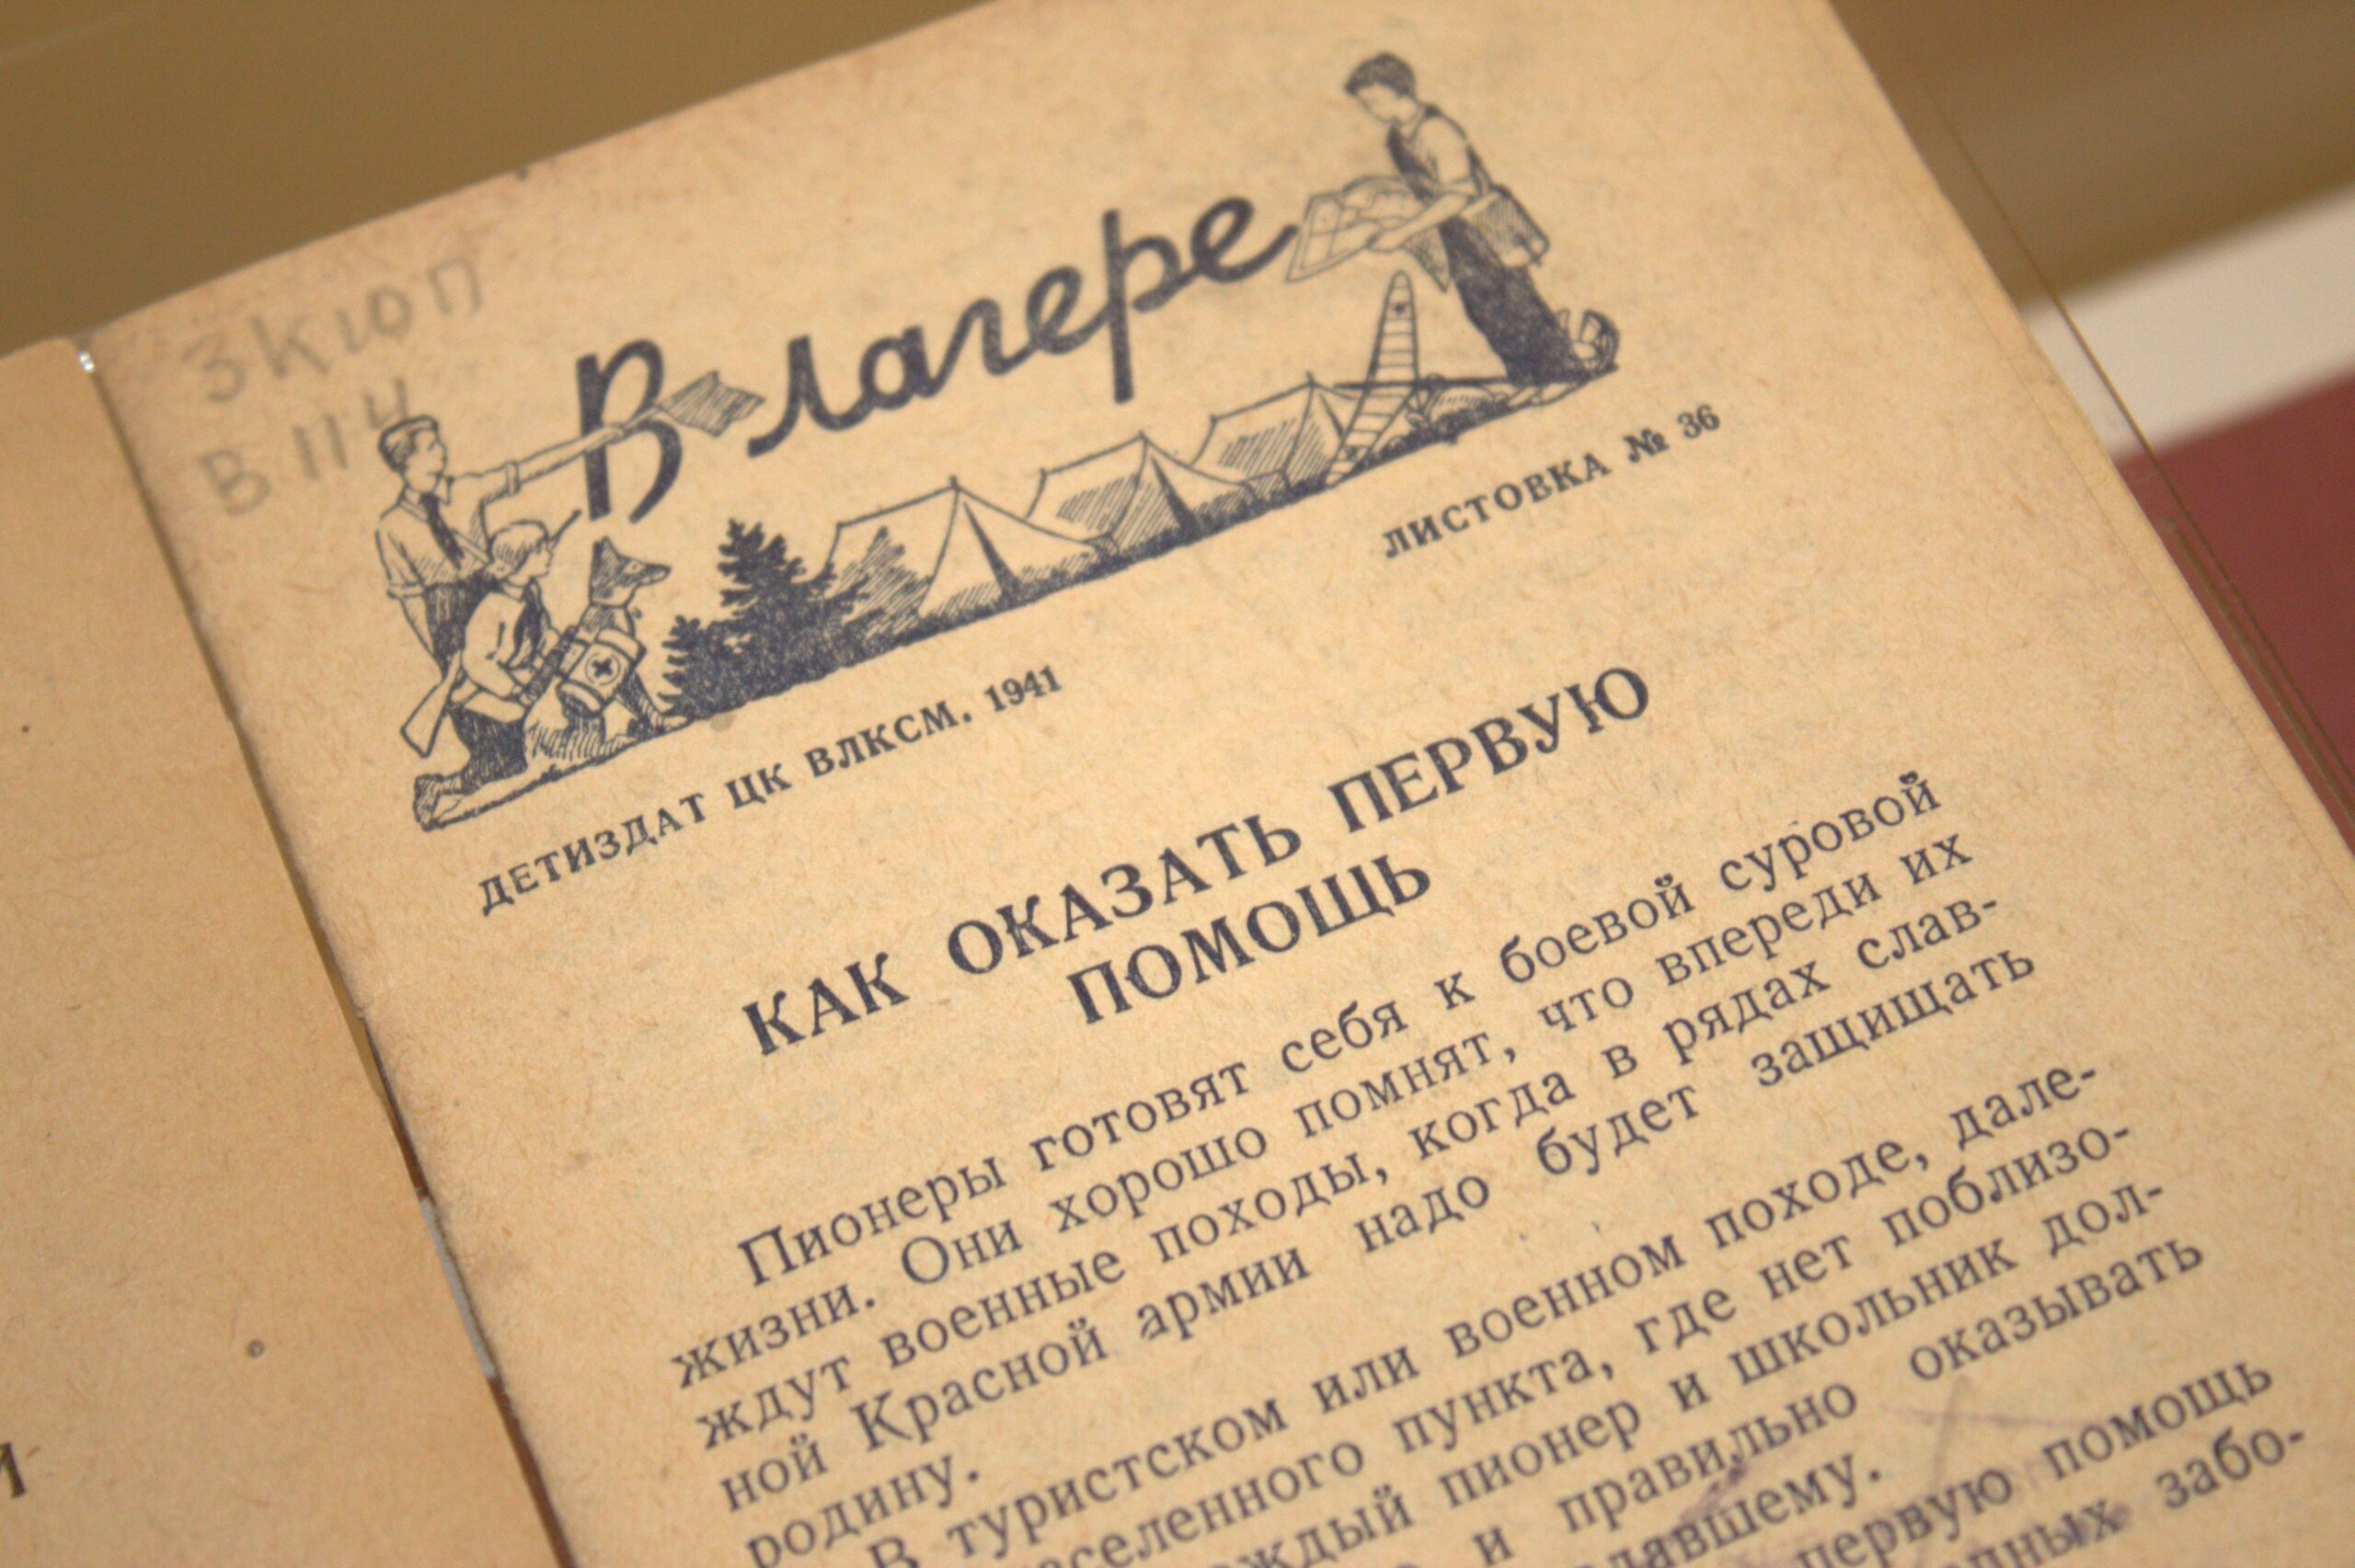 ЗКЮП
В 114
В лагере
ЛИСТОВКА № 36
ДЕТИЗДАТ ЦК ВЛКСМ. 1941
КАК ОКАЗАТЬ ПЕРВУЮ
ПОМОЩЬ
Пионеры готовят себя к боевой суровой
жизни. Они хорошо помнят, что впереди их
ждут военные походы, когда в рядах слав-
ной Красной армии надо будет защищать
родину.
В туристском или военном походе, дале-
пункта, где нет поблизо-
пионер и школьник дол-
и правильно оказывать
первую помощь
забо-